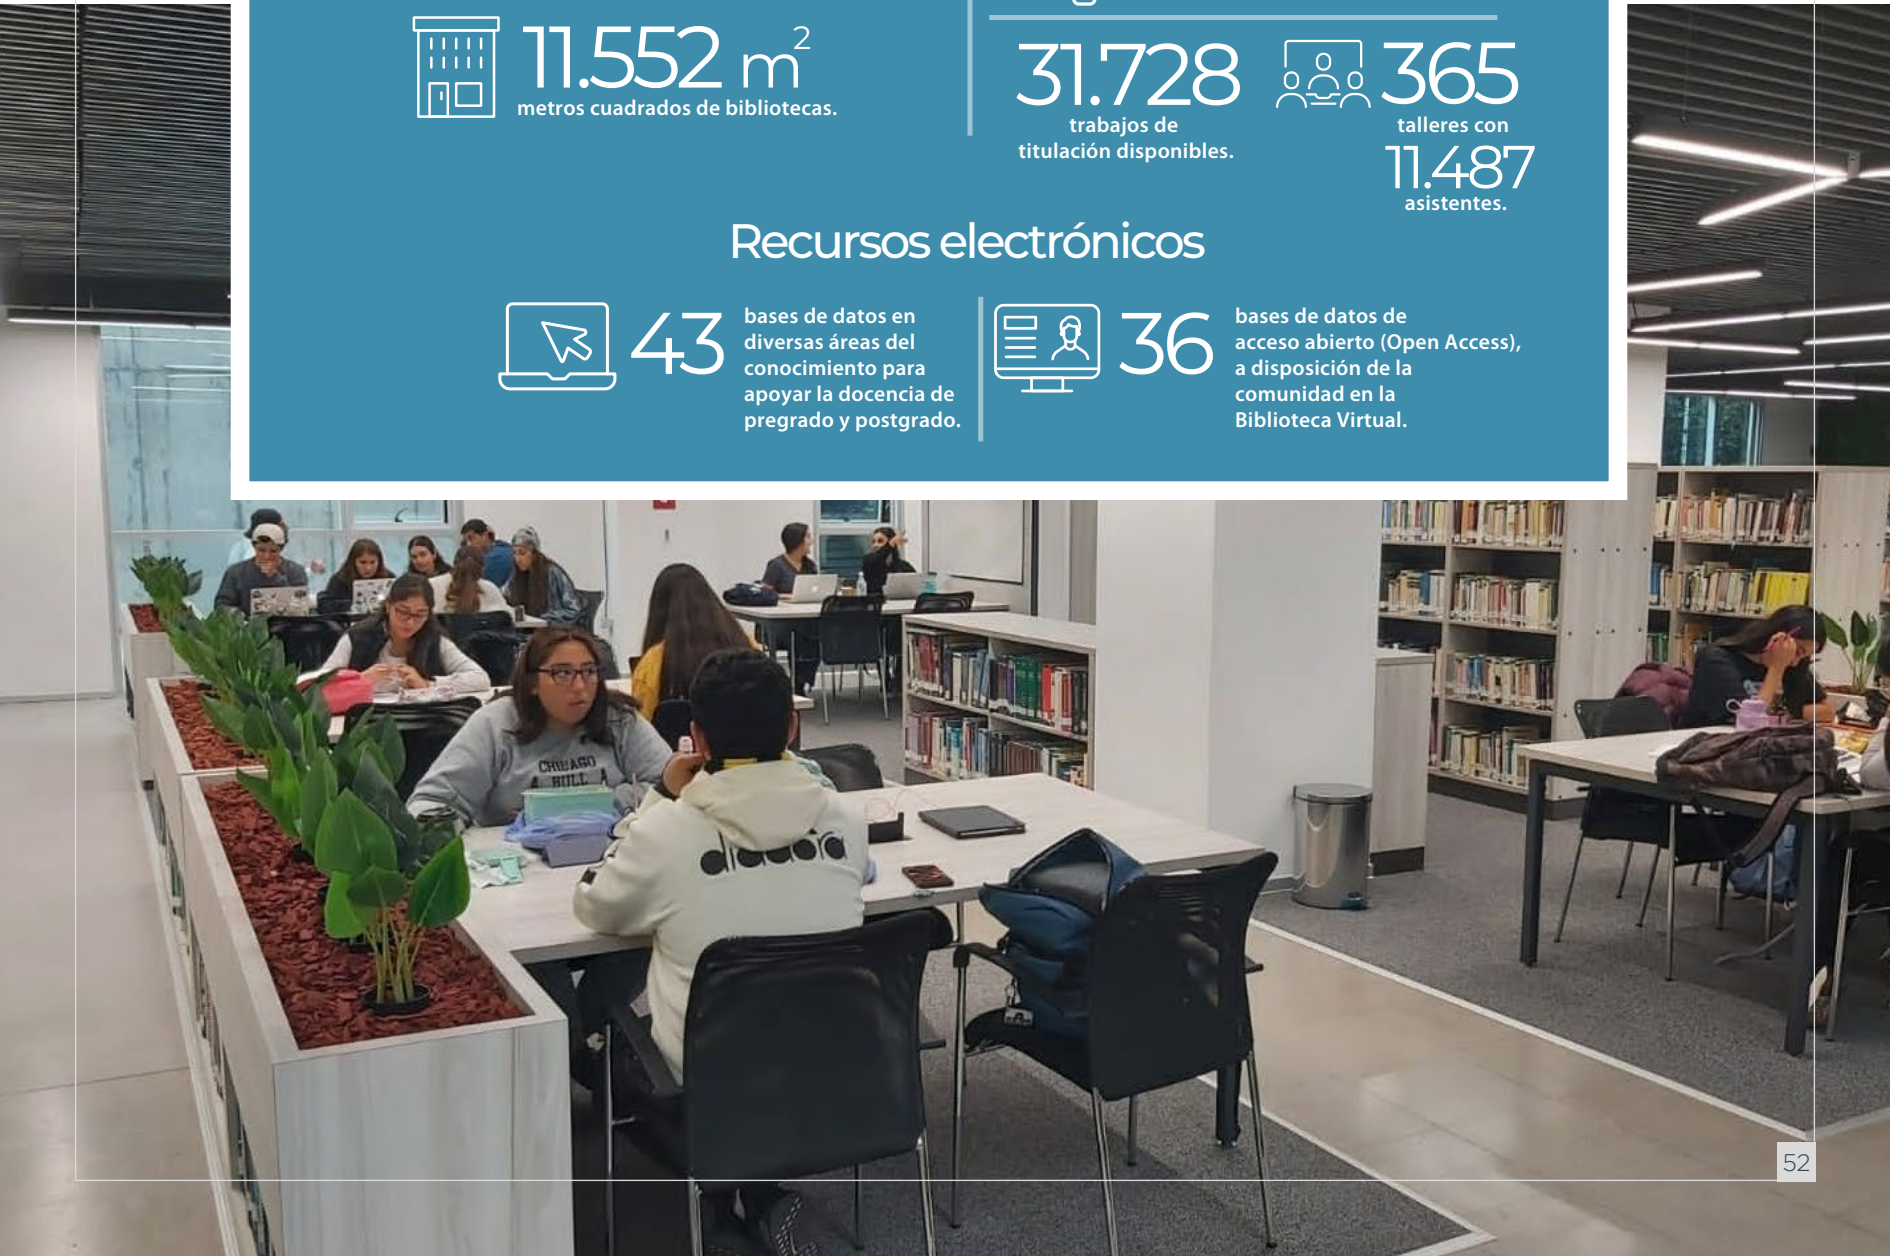 11.552 m²
metros cuadrados de bibliotecas.
31.728
trabajos de
titulación disponibles.
365
talleres con
11.487
asistentes.
Recursos electrónicos
43
bases de datos en
diversas áreas del
conocimiento para
apoyar la docencia de
pregrado y postgrado.
36
bases de datos de
acceso abierto (Open Access),
a disposición de la
comunidad en la
Biblioteca Virtual.
CHICAGO
diadora
52